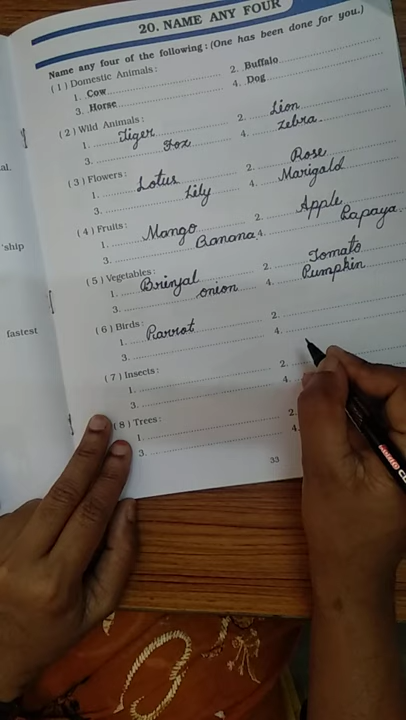 al.
'ship
fastest
20. NAME ANY FOUR
Name any four of the following : (One has been done for you.)
( 1 ) Domestic Animals :
1. Cow 2. Buffalo
3. Horse 4. Dog
( 2 ) Wild Animals :
1. Tiger 2. Lion
3. Fox 4. Zebra
( 3 ) Flowers :
1. Lotus 2. Rose
3. Lily 4. Marigald
( 4 ) Fruits :
1. Mango 2. Apple
3. Banana 4. Papaya
( 5 ) Vegetables :
1. Brinjal 2. Tomato
3. onion 4. Pumpkin
( 6 ) Birds :
1. Parrot 2.
3. 4.
( 7 ) Insects :
1. 2.
3. 4.
( 8 ) Trees :
1. 2.
3. 4.
33